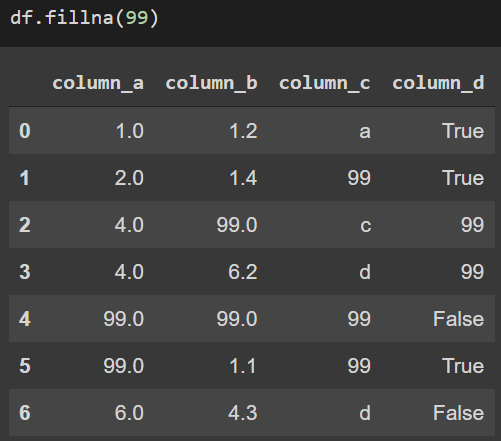 df.fillna(99)
column_a column_b column_c column_d
0 1.0 1.2 a True
1 2.0 1.4 99 True
2 4.0 99.0 c 99
3 4.0 6.2 d 99
4 99.0 99.0 99 False
5 99.0 1.1 99 True
6 6.0 4.3 d False